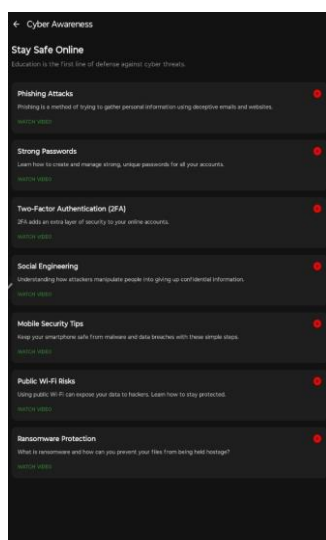 ← Cyber Awareness
Stay Safe Online
Education is the first line of defense against cyber threats.
Phishing Attacks
Phishing is a method of trying to gather personal information using deceptive emails and websites.
WATCH VIDEO
Strong Passwords
Learn how to create and manage strong, unique passwords for all your accounts.
WATCH VIDEO
Two-Factor Authentication (2FA)
2FA adds an extra layer of security to your online accounts.
WATCH VIDEO
Social Engineering
Understanding how attackers manipulate people into giving up confidential information.
WATCH VIDEO
Mobile Security Tips
Keep your smartphone safe from malware and data breaches with these simple steps.
WATCH VIDEO
Public Wi-Fi Risks
Using public Wi-Fi can expose your data to hackers. Learn how to stay protected.
WATCH VIDEO
Ransomware Protection
What is ransomware and how can you prevent your files from being held hostage?
WATCH VIDEO